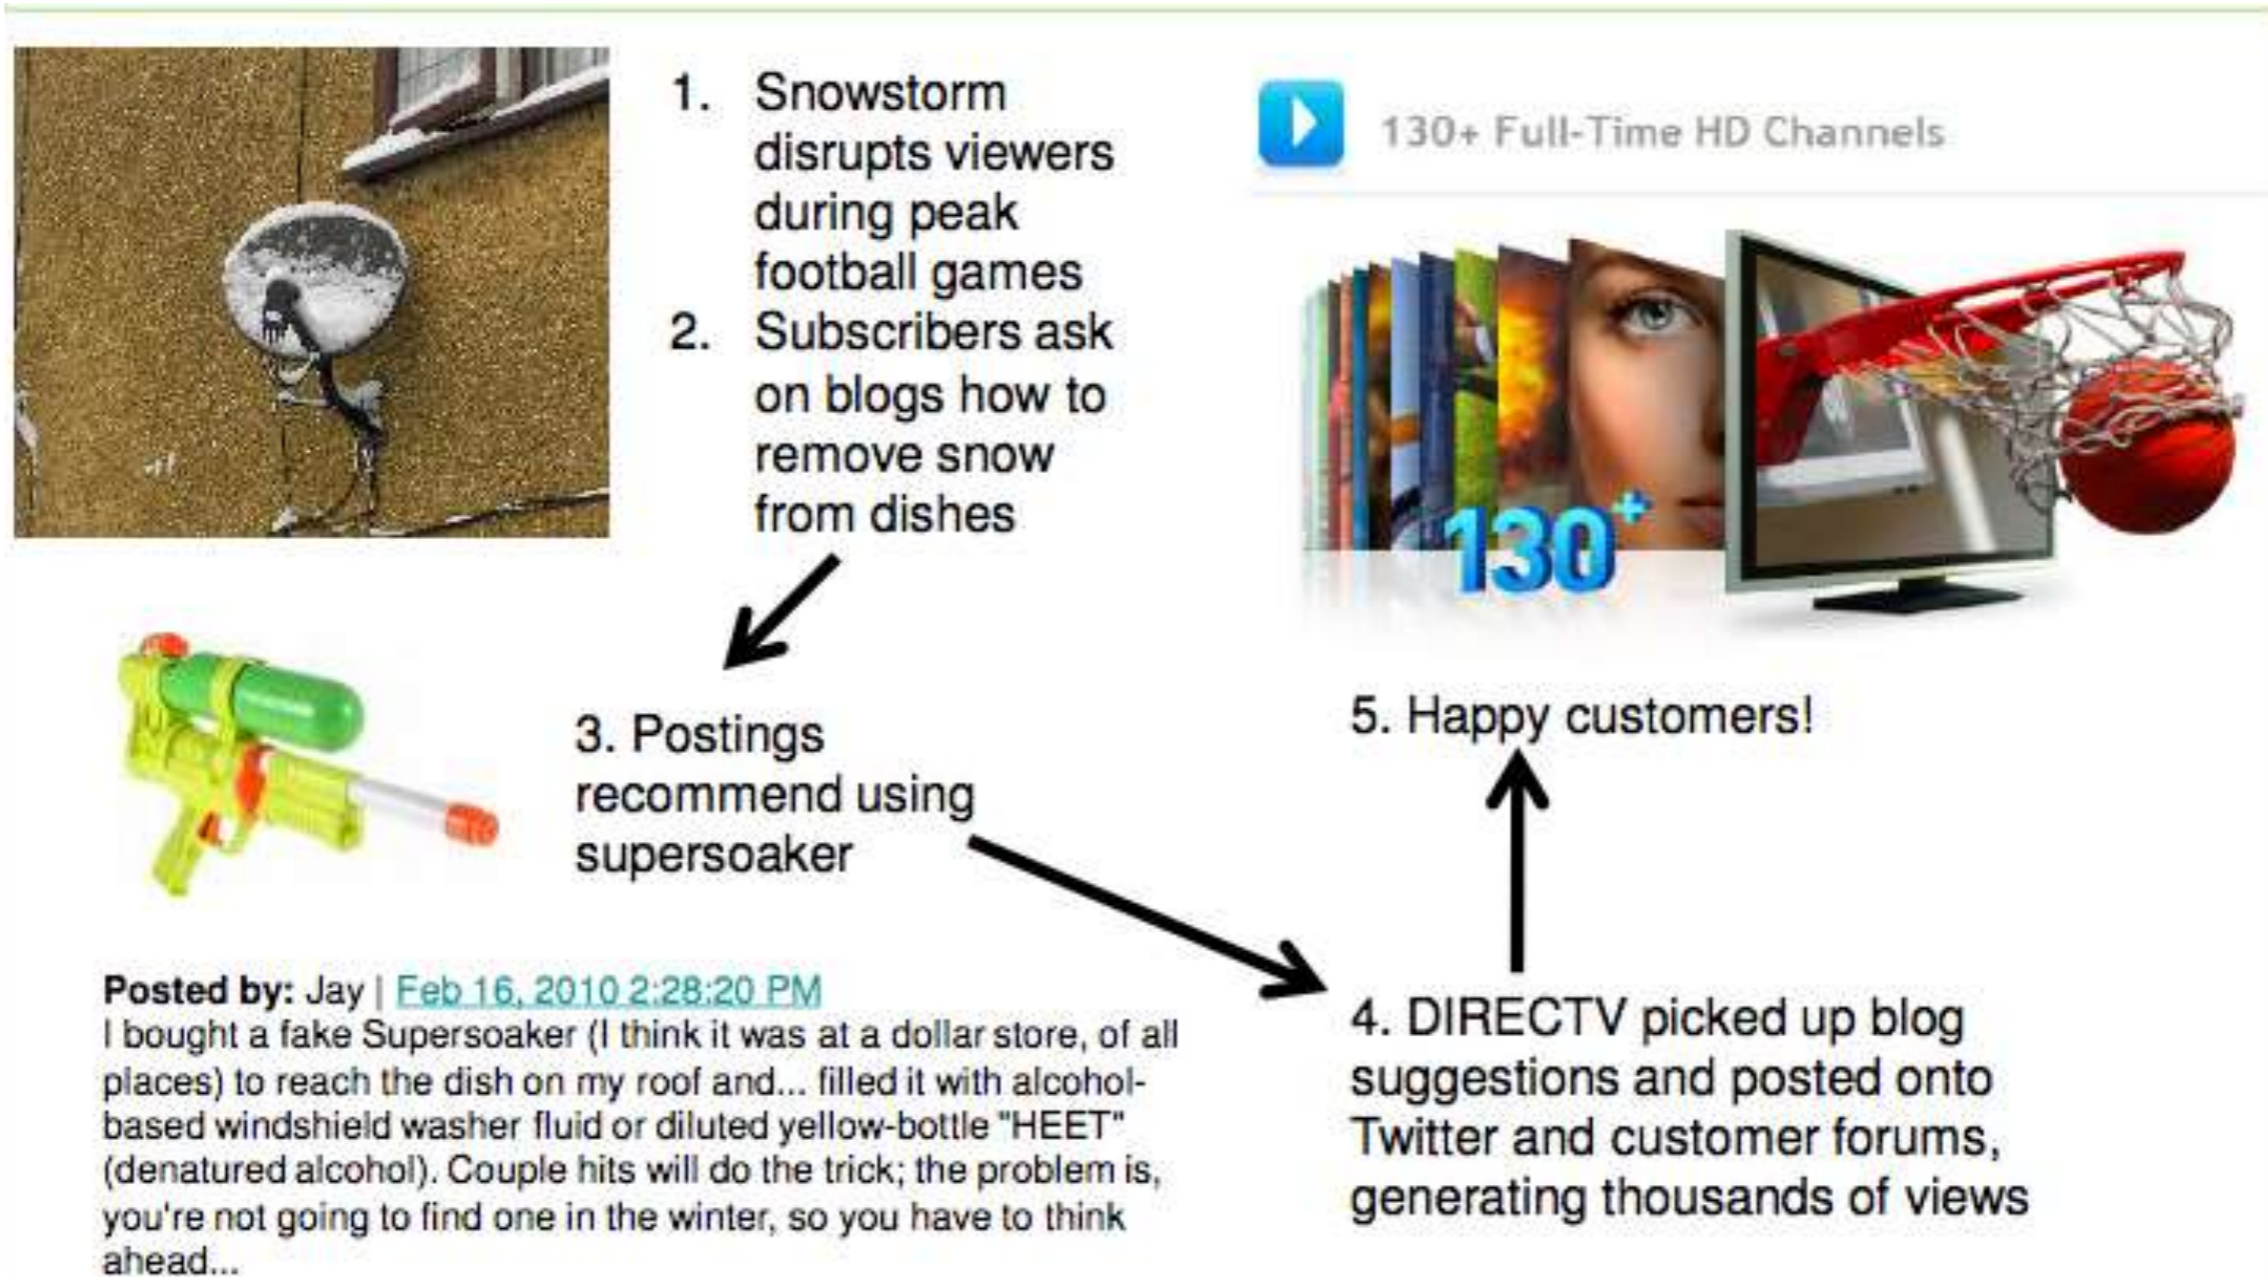 1. Snowstorm
disrupts viewers
during peak
football games
2. Subscribers ask
on blogs how to
remove snow
from dishes
130+ Full-Time HD Channels
130+
3. Postings
recommend using
supersoaker
5. Happy customers!
Posted by: Jay | Feb 16, 2010 2:28:20 PM
I bought a fake Supersoaker (I think it was at a dollar store, of all
places) to reach the dish on my roof and... filled it with alcohol-
based windshield washer fluid or diluted yellow-bottle "HEET"
(denatured alcohol). Couple hits will do the trick; the problem is,
you're not going to find one in the winter, so you have to think
ahead...
4. DIRECTV picked up blog
suggestions and posted onto
Twitter and customer forums,
generating thousands of views